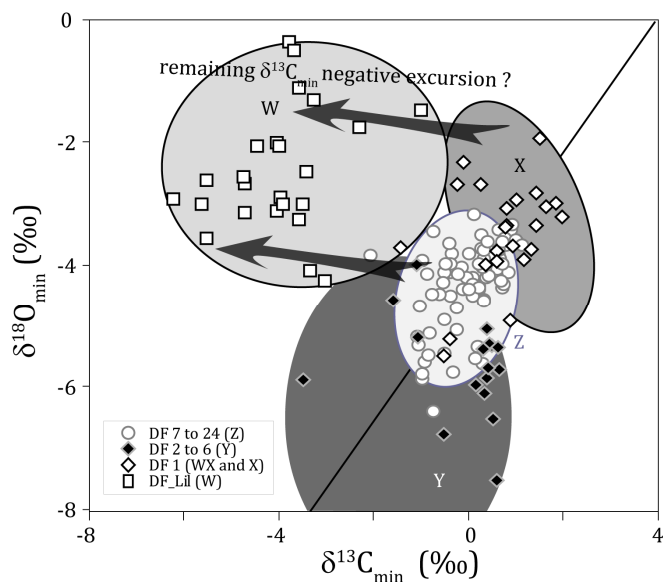 0
-2
-4
-6
-8
δ¹⁸Omin (‰)
remaining δ¹³Cmin negative excursion ?
W
X
Z
Y
DF 7 to 24 (Z)
DF 2 to 6 (Y)
DF 1 (WX and X)
DF_Lil (W)
-8
-4
0
4
δ¹³Cmin (‰)